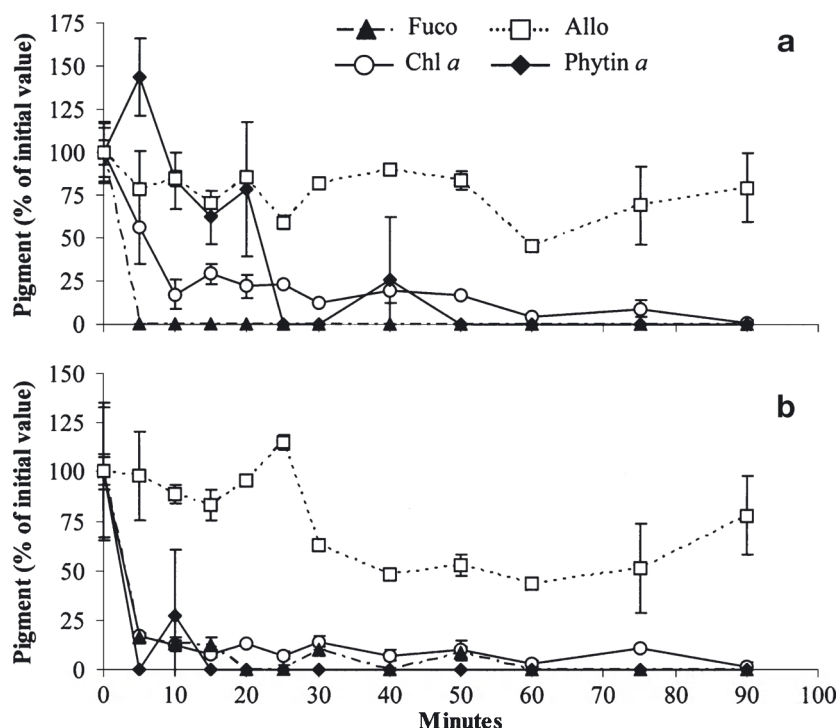 Fuco Allo
Chl a Phytin a
a
Pigment (% of initial value)
175
150
125
100
75
50
25
0
b
Pigment (% of initial value)
150
125
100
75
50
25
0
0 10 20 30 40 50 60 70 80 90 100
Minutes